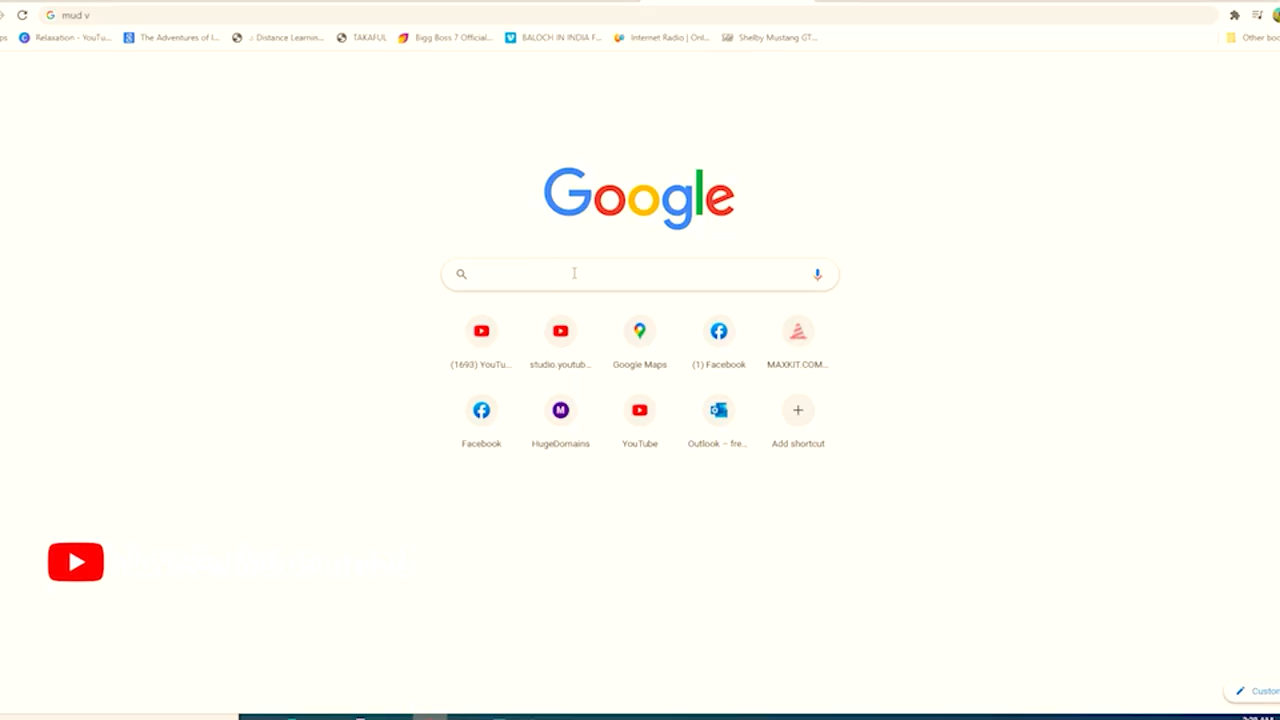 mud v
ps Relaxation - YouTu... The Adventures of I... .: Distance Learnin... TAKAFUL Bigg Boss 7 Official... BALOCH IN INDIA F... Internet Radio | Onl... Shelby Mustang GT... Other boo
Google
(1693) YouTu... studio.youtub... Google Maps (1) Facebook MAXKIT.COM...
M
Facebook HugeDomains YouTube Outlook – fre... Add shortcut
Custom